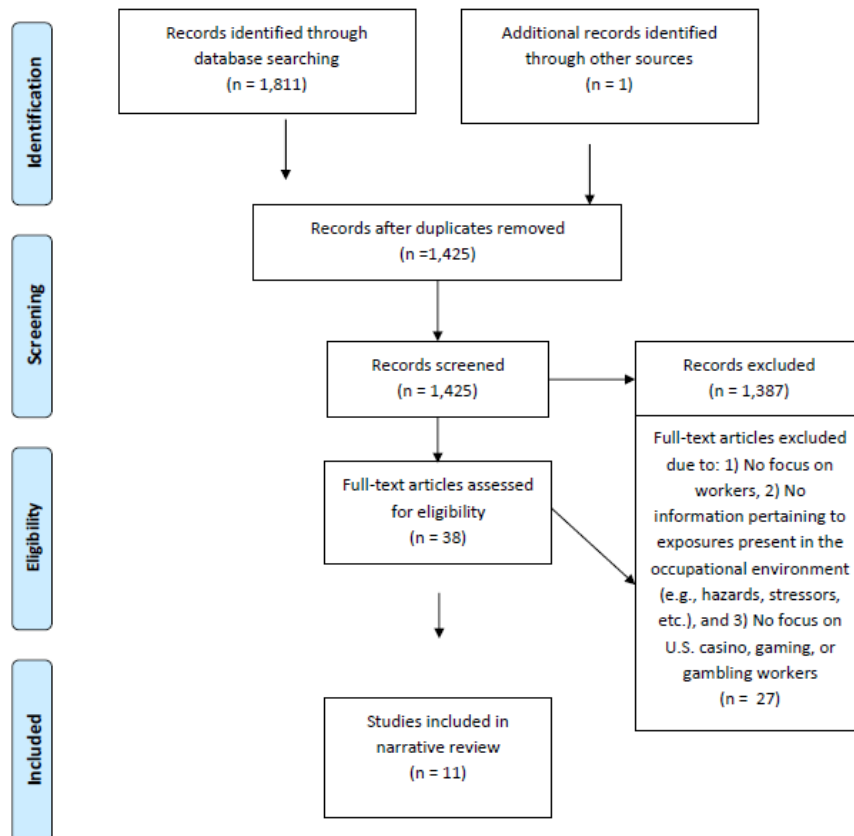 Identification
Records identified through
database searching
(n = 1,811)
Additional records identified
through other sources
(n = 1)
Records after duplicates removed
(n =1,425)
Screening
Records screened
(n = 1,425)
Records excluded
(n = 1,387)
Eligibility
Full-text articles assessed
for eligibility
(n = 38)
Full-text articles excluded
due to: 1) No focus on
workers, 2) No
information pertaining to
exposures present in the
occupational environment
(e.g., hazards, stressors,
etc.), and 3) No focus on
U.S. casino, gaming, or
gambling workers
(n = 27)
Included
Studies included in
narrative review
(n = 11)